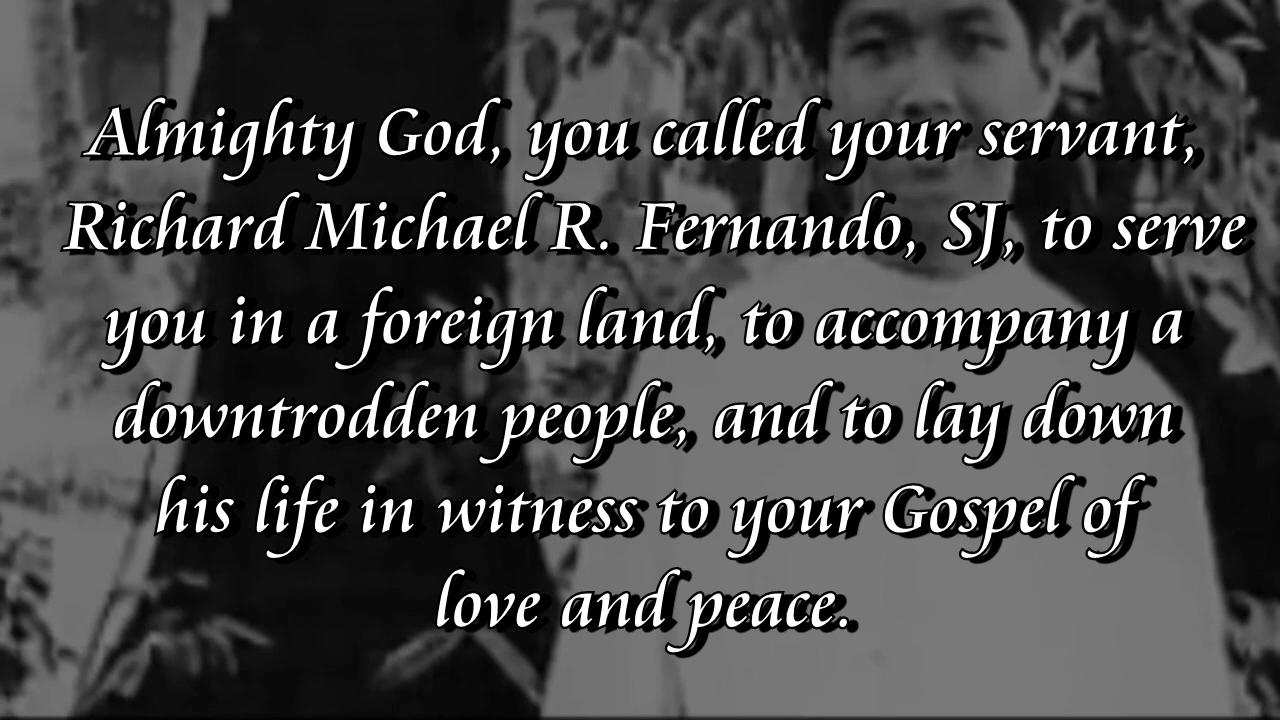 Almighty God, you called your servant,
Richard Michael R. Fernando, SJ, to serve
you in a foreign land, to accompany a
downtrodden people, and to lay down
his life in witness to your Gospel of
love and peace.